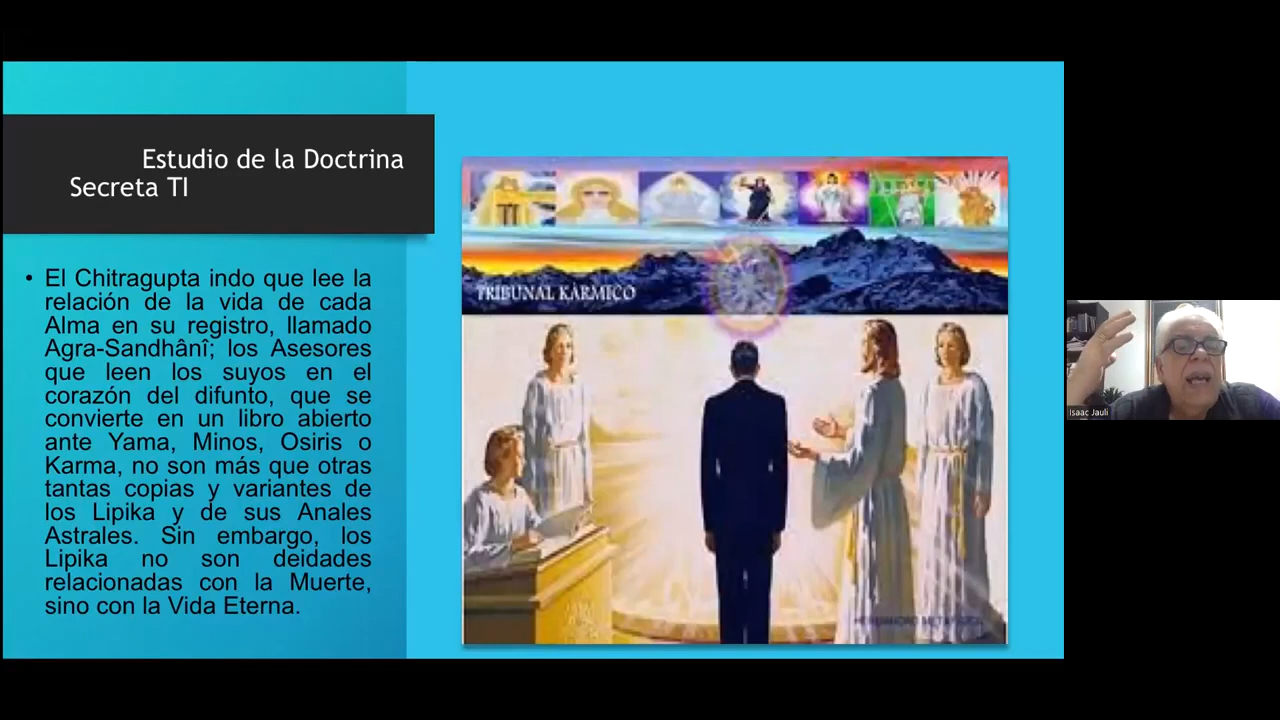 Estudio de la Doctrina
Secreta TI
• El Chitragupta indo que lee la
relación de la vida de cada
Alma en su registro, llamado
Agra-Sandhânî; los Asesores
que leen los suyos en el
corazón del difunto, que se
convierte en un libro abierto
ante Yama, Minos, Osiris o
Karma, no son más que otras
tantas copias y variantes de
los Lipika y de sus Anales
Astrales. Sin embargo, los
Lipika no son deidades
relacionadas con la Muerte,
sino con la Vida Eterna.
TRIBUNAL KÁRMICO
Isaac Jauli